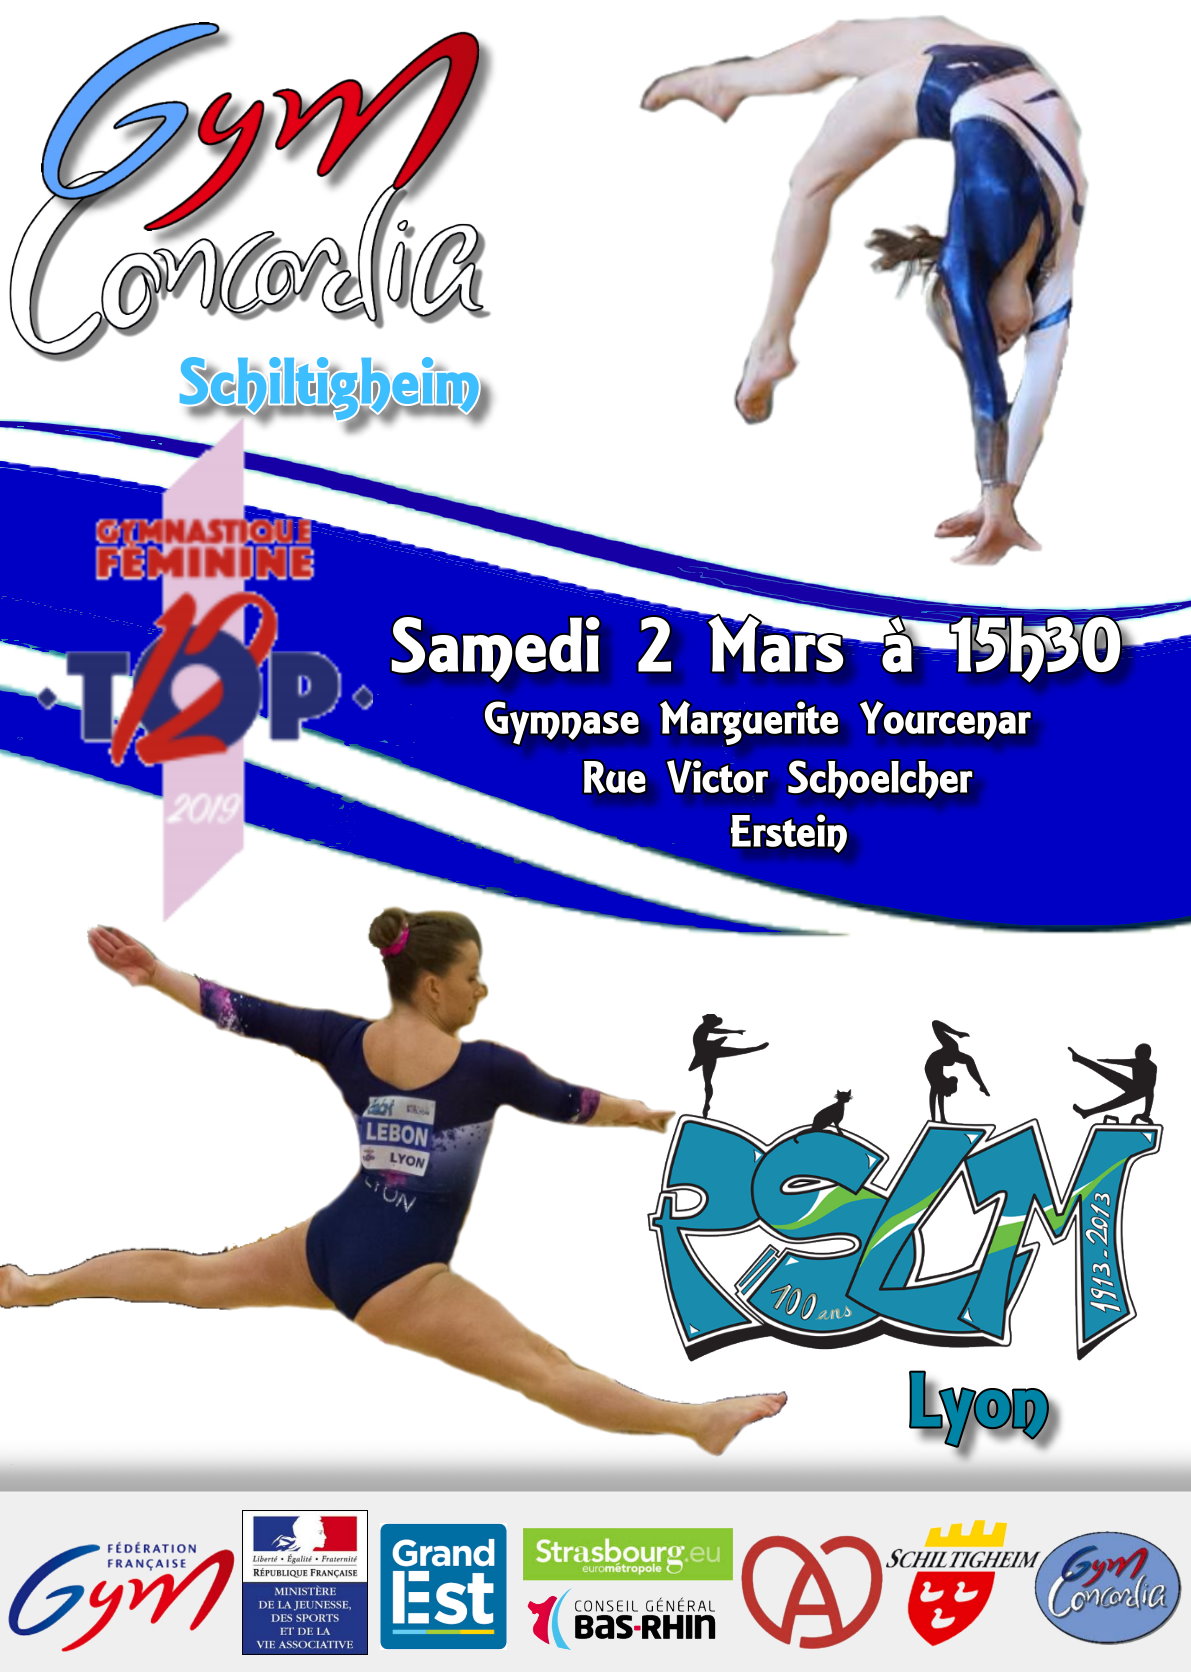 Gym
Concordia
Schiltigheim
GYMNASTIQUE
FÉMININE
TOP
12
2019
Samedi 2 Mars à 15h30
Gymnase Marguerite Yourcenar
Rue Victor Schoelcher
Erstein
LEBON
LYON
LYON
PSLM
100 ans
1913-2013
Lyon
FÉDÉRATION
FRANÇAISE
Gym
Liberté • Égalité • Fraternité
RÉPUBLIQUE FRANÇAISE
MINISTÈRE
DE LA JEUNESSE,
DES SPORTS
ET DE LA
VIE ASSOCIATIVE
Grand
Est
Strasbourg.eu
eurométropole
CONSEIL GÉNÉRAL
BAS-RHIN
A
SCHILTIGHEIM
Gym
Concordia